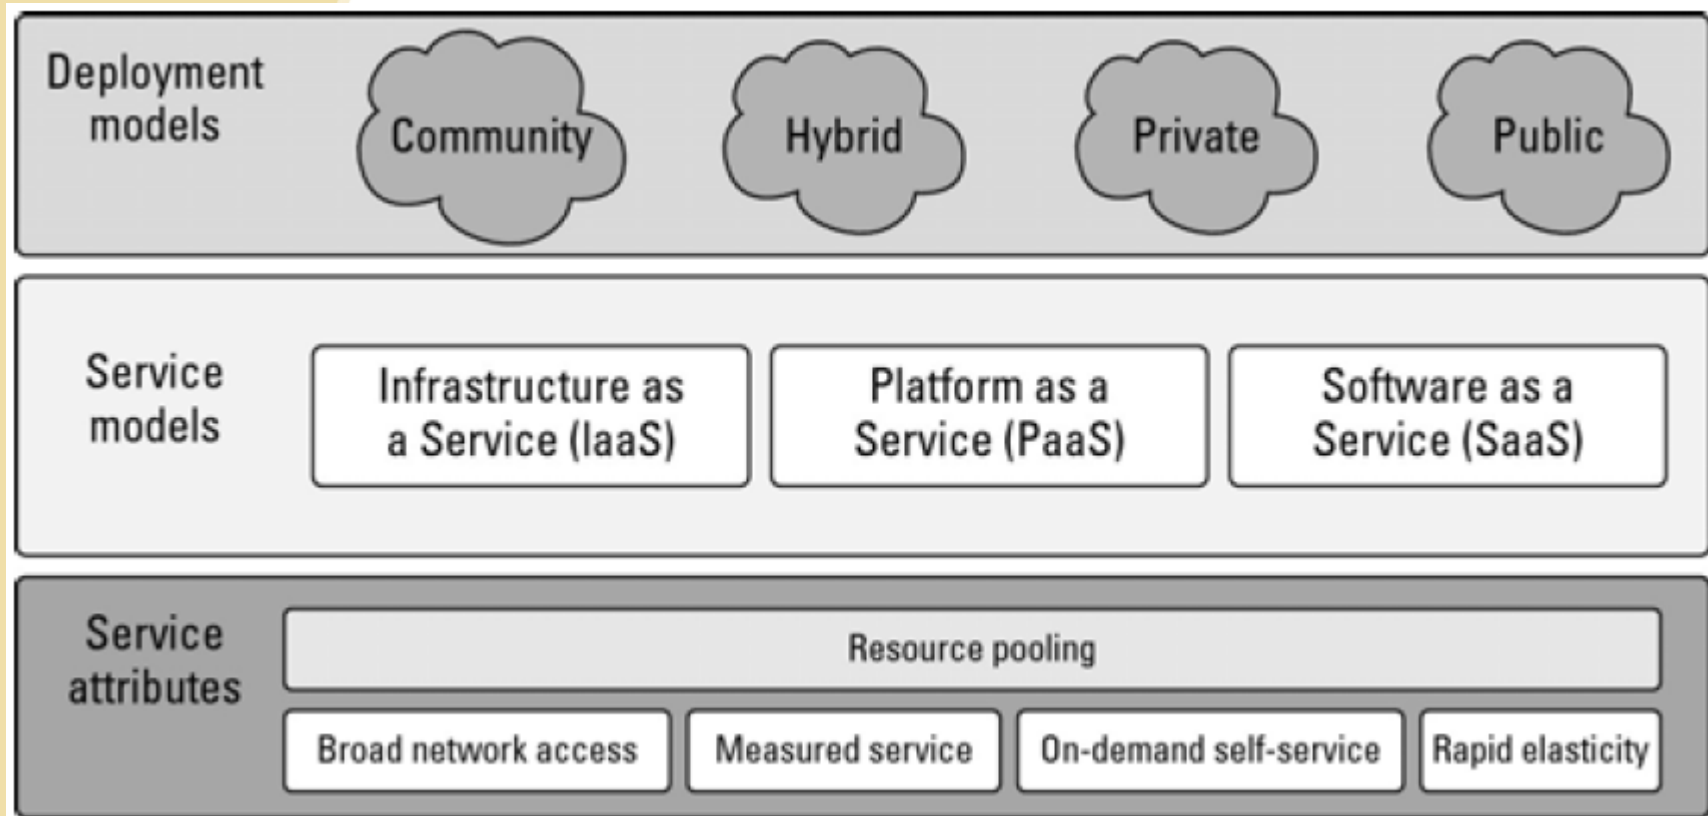 Deployment
models
Community
Hybrid
Private
Public
Service
models
Infrastructure as
a Service (IaaS)
Platform as a
Service (PaaS)
Software as a
Service (SaaS)
Service
attributes
Resource pooling
Broad network access
Measured service
On-demand self-service
Rapid elasticity